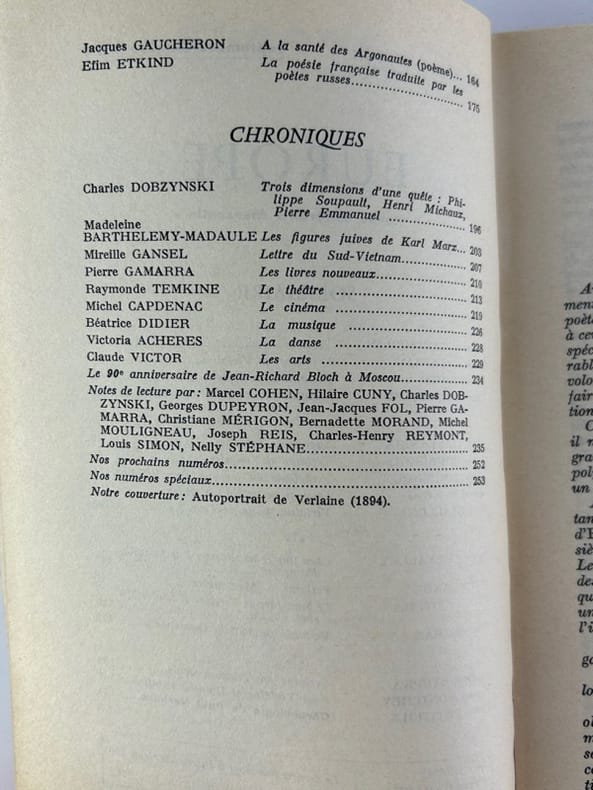 Jacques GAUCHERON A la santé des Argonautes (poème)... 164
Efim ETKIND La poésie française traduite par les
poètes russes........................... 175
CHRONIQUES
Charles DOBZYNSKI Trois dimensions d'une quête : Phi-
lippe Soupault, Henri Michaux,
Pierre Emmanuel .................. 196
Madeleine
BARTHELEMY-MADAULE Les figures juives de Karl Marx... 203
Mireille GANSEL Lettre du Sud-Vietnam............ 207
Pierre GAMARRA Les livres nouveaux................ 210
Raymonde TEMKINE Le théâtre ........................ 213
Michel CAPDENAC Le cinéma ........................ 219
Béatrice DIDIER La musique ...................... 226
Victoria ACHERES La danse ........................ 228
Claude VICTOR Les arts .......................... 229
Le 90e anniversaire de Jean-Richard Bloch à Moscou............ 234
Notes de lecture par : Marcel COHEN, Hilaire CUNY, Charles DOB-
ZYNSKI, Georges DUPEYRON, Jean-Jacques FOL, Pierre GA-
MARRA, Christiane MÉRIGON, Bernadette MORAND, Michel
MOULIGNEAU, Joseph REIS, Charles-Henry REYMONT,
Louis SIMON, Nelly STÉPHANE............................ 235
Nos prochains numéros........................................ 252
Nos numéros spéciaux.......................................... 253
Notre couverture : Autoportrait de Verlaine (1894).